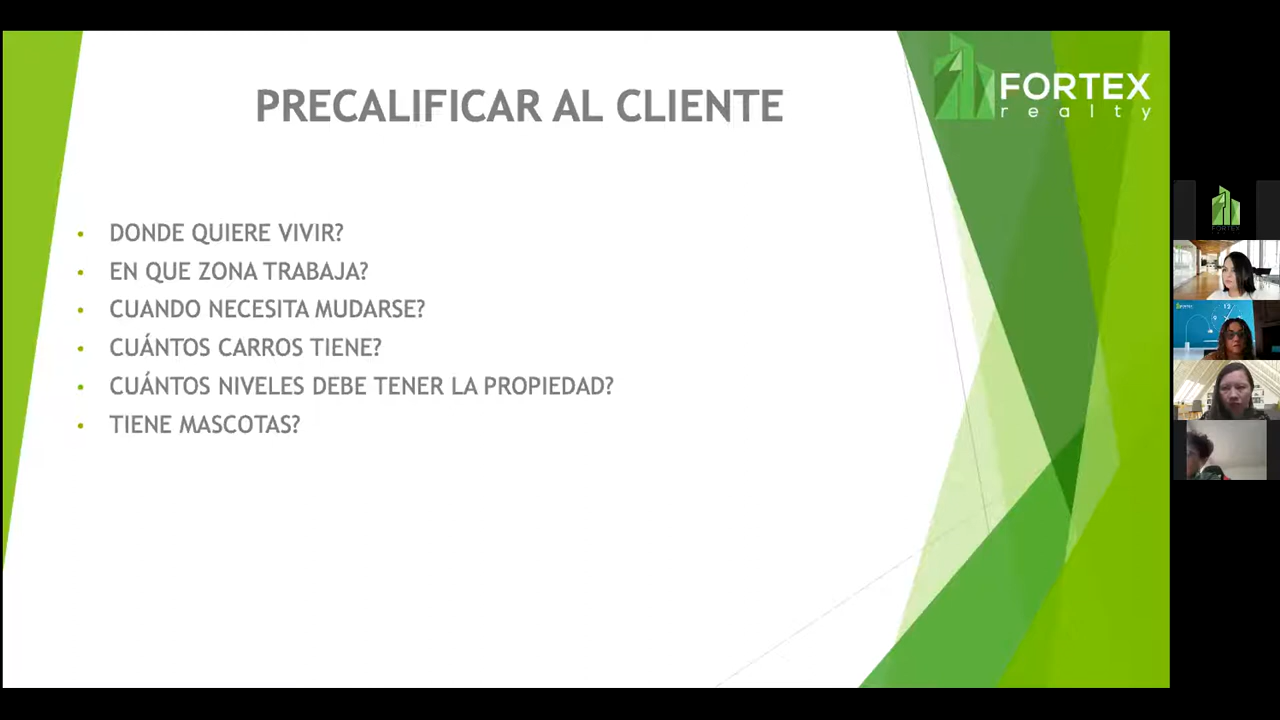 PRECALIFICAR AL CLIENTE
FORTEX
realty
DONDE QUIERE VIVIR?
EN QUE ZONA TRABAJA?
CUANDO NECESITA MUDARSE?
CUÁNTOS CARROS TIENE?
CUÁNTOS NIVELES DEBE TENER LA PROPIEDAD?
TIENE MASCOTAS?
FORTEX